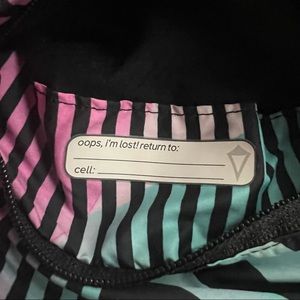 oops, i'm lost! return to:
cell: